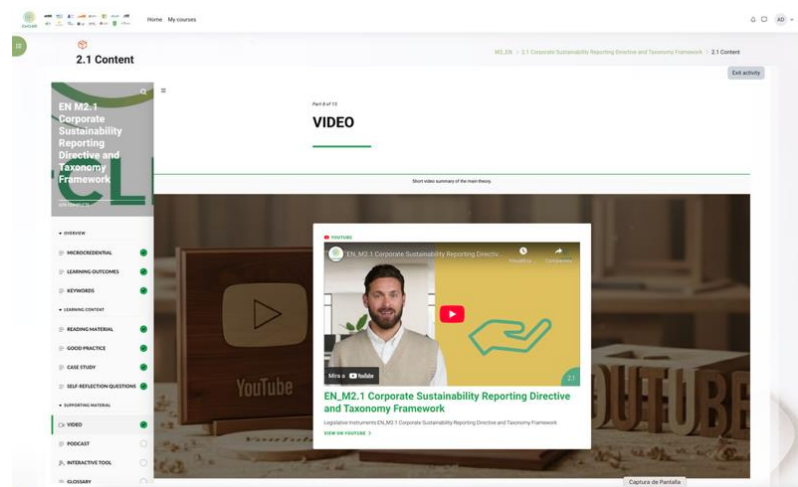 Home My courses
AD
2.1 Content
M2_EN > 2.1 Corporate Sustainability Reporting Directive and Taxonomy Framework > 2.1 Content
Exit activity
EN M2.1
Corporate
Sustainability
Reporting
Directive and
Taxonomy
Framework
OVERVIEW
MICROCREDENTIAL
LEARNING OUTCOMES
KEYWORDS
LEARNING CONTENT
READING MATERIAL
GOOD PRACTICE
CASE STUDY
SELF-REFLECTION QUESTIONS
SUPPORTING MATERIAL
VIDEO
PODCAST
INTERACTIVE TOOL
GLOSSARY
Part 8 of 13
VIDEO
Short video summary of the main theory.
YOUTUBE
EN_M2.1 Corporate Sustainability Reporting Directiv...
Mira a YouTube
2.1
EN_M2.1 Corporate Sustainability Reporting Directive
and Taxonomy Framework
Legislative Instruments EN_M2.1 Corporate Sustainability Reporting Directive and Taxonomy Framework
VIEW ON YOUTUBE >
YouTube
Captura de Pantalla